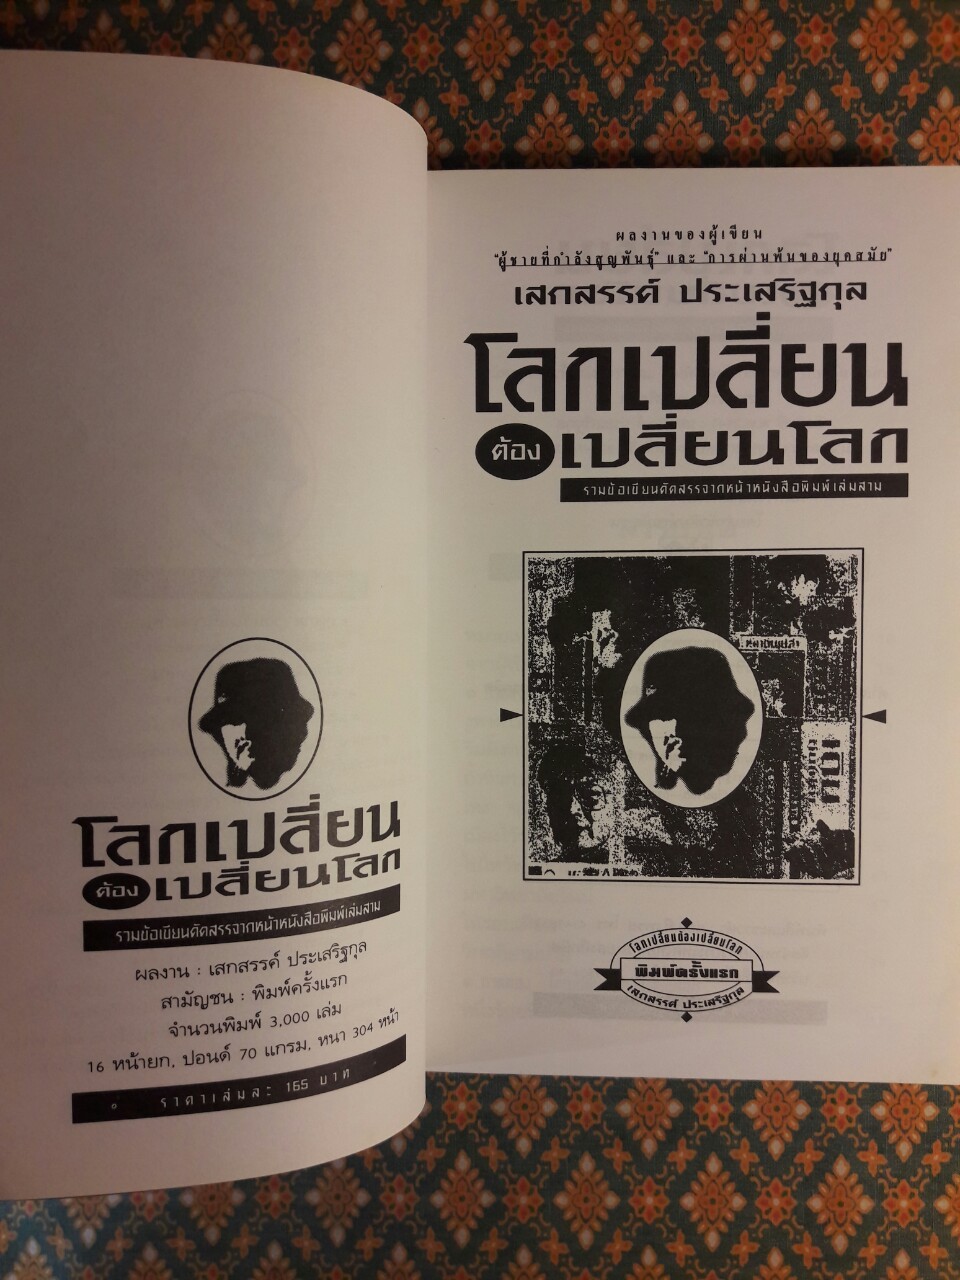 โลกเปลี่ยน
ต้อง เปลี่ยนโลก
รวมข้อเขียนคัดสรรจากหน้าหนังสือพิมพ์เล่มสาม
ผลงาน : เสกสรรค์ ประเสริฐกุล
สามัญชน : พิมพ์ครั้งแรก
จำนวนพิมพ์ 3,000 เล่ม
16 หน้ายก, ปอนด์ 70 แกรม, หนา 304 หน้า
ราคาเล่มละ 165 บาท
ผลงานของผู้เขียน
"ผู้ชายที่กำลังสูญพันธุ์" และ "การผ่านพ้นของยุคสมัย"
เสกสรรค์ ประเสริฐกุล
โลกเปลี่ยน
ต้อง เปลี่ยนโลก
รวมข้อเขียนคัดสรรจากหน้าหนังสือพิมพ์เล่มสาม
โลกเปลี่ยนต้องเปลี่ยนโลก
พิมพ์ครั้งแรก
เสกสรรค์ ประเสริฐกุล